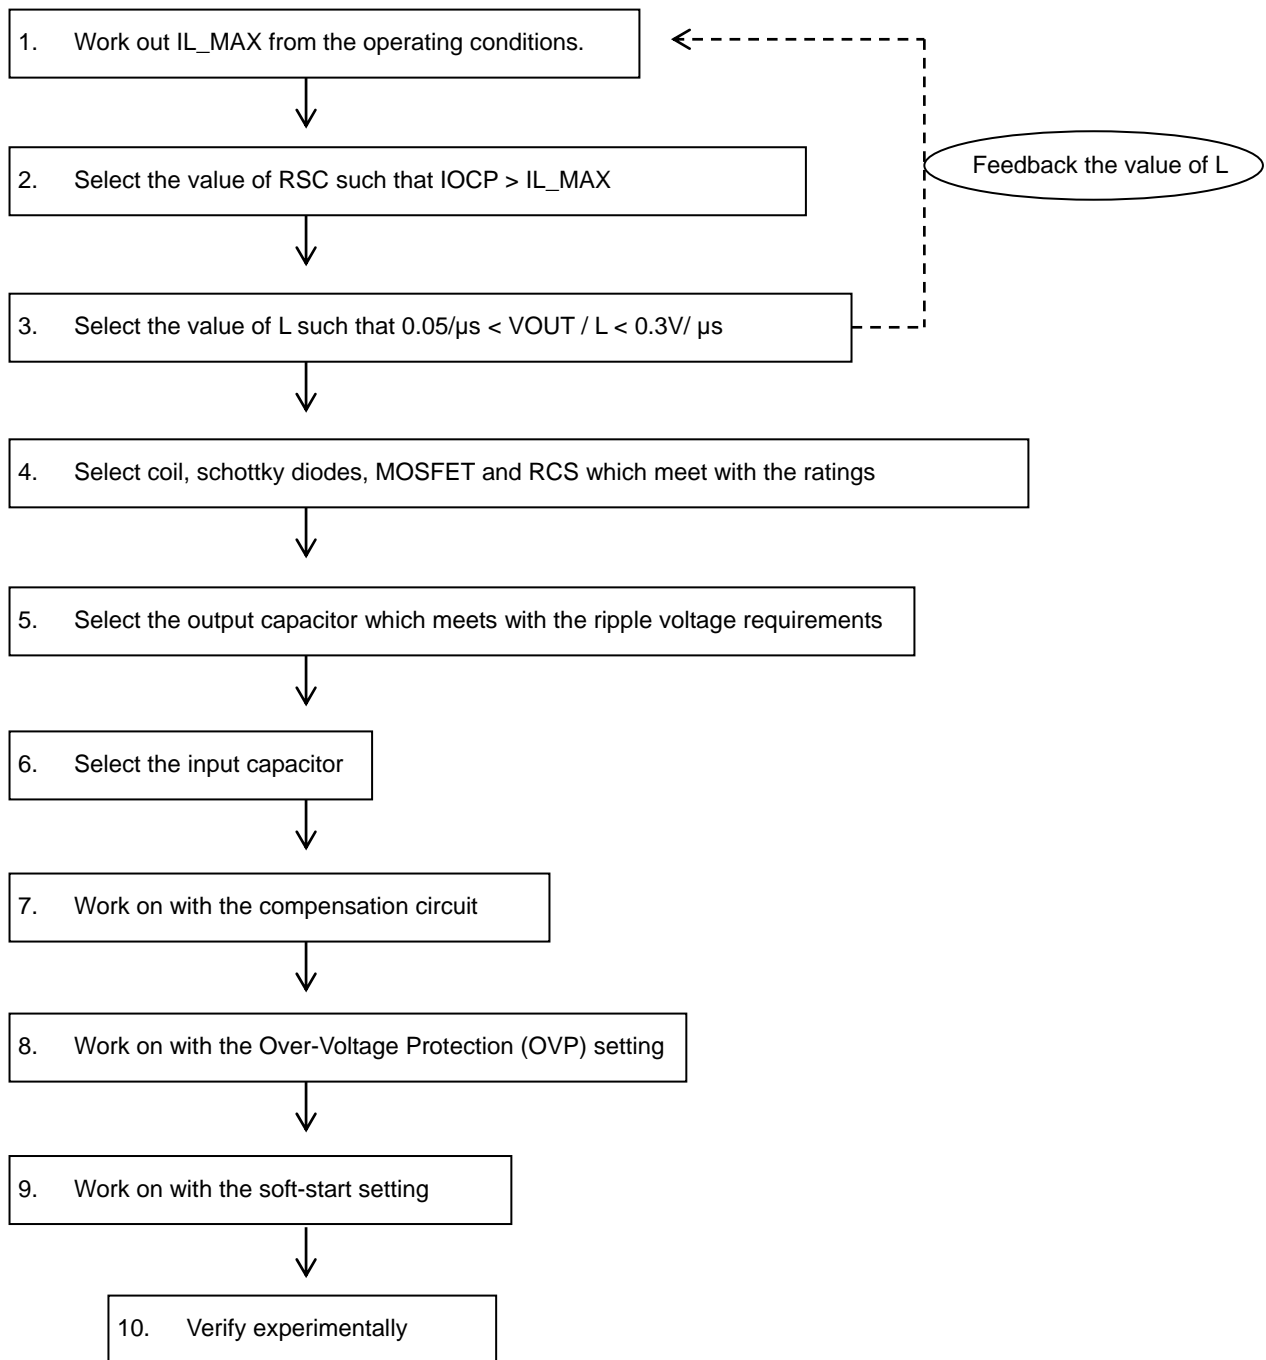 1. Work out IL_MAX from the operating conditions.
Feedback the value of L
2. Select the value of RSC such that IOCP > IL_MAX
3. Select the value of L such that 0.05/µs < VOUT / L < 0.3V/ µs
4. Select coil, schottky diodes, MOSFET and RCS which meet with the ratings
5. Select the output capacitor which meets with the ripple voltage requirements
6. Select the input capacitor
7. Work on with the compensation circuit
8. Work on with the Over-Voltage Protection (OVP) setting
9. Work on with the soft-start setting
10. Verify experimentally